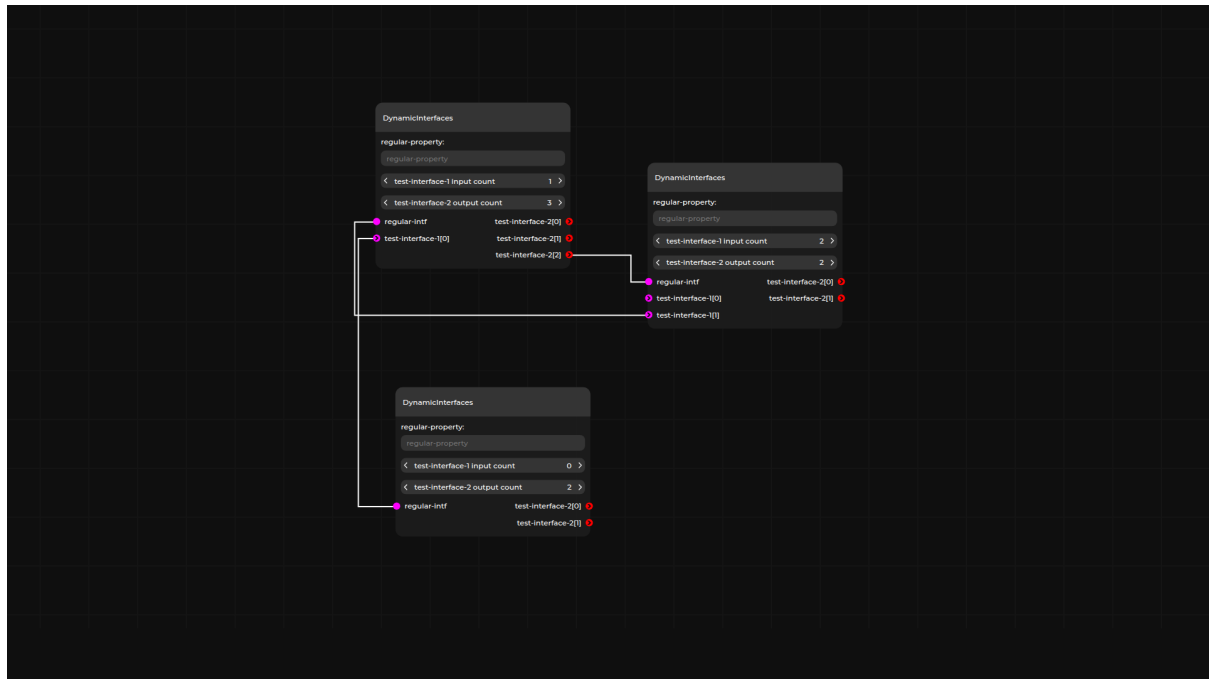 DynamicInterfaces
regular-property:
regular-property
test-interface-1 input count 1
test-interface-2 output count 3
regular-intf test-interface-2[0]
test-interface-1[0] test-interface-2[1]
test-interface-2[2]
DynamicInterfaces
regular-property:
regular-property
test-interface-1 input count 2
test-interface-2 output count 2
regular-intf test-interface-2[0]
test-interface-1[0] test-interface-2[1]
test-interface-1[1]
DynamicInterfaces
regular-property:
regular-property
test-interface-1 input count 0
test-interface-2 output count 2
regular-intf test-interface-2[0]
test-interface-2[1]